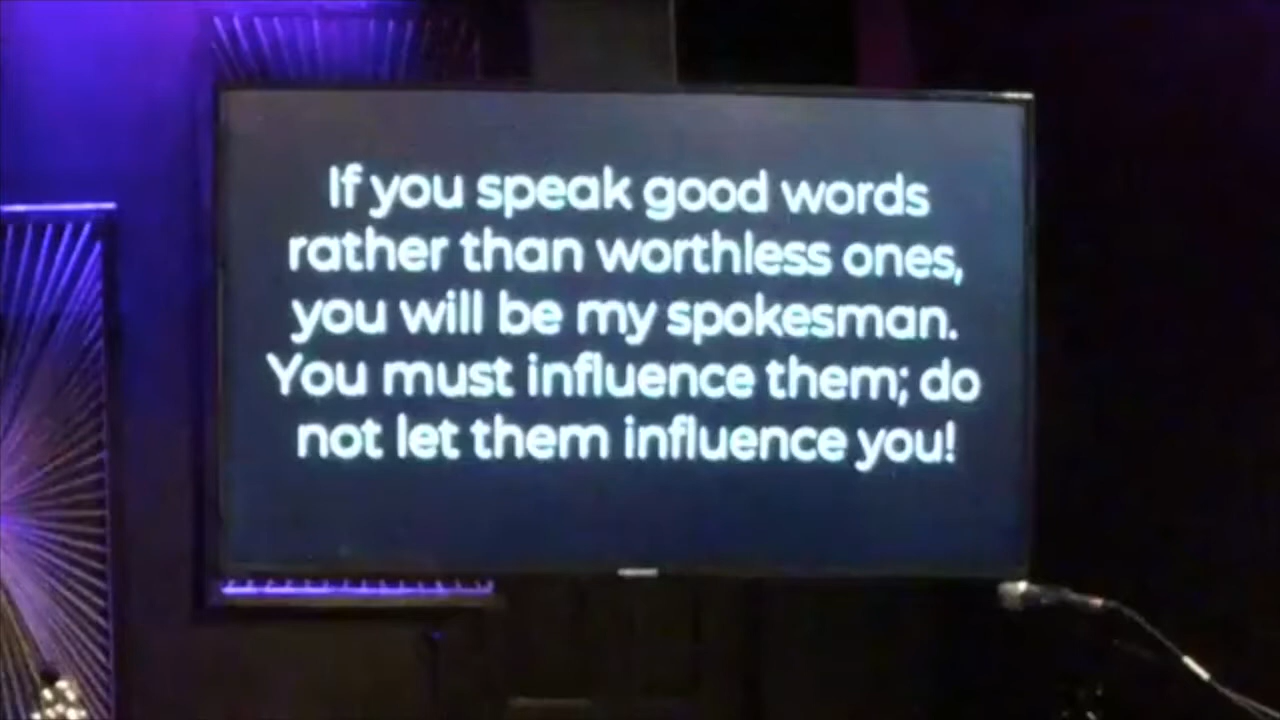 If you speak good words
rather than worthless ones,
you will be my spokesman.
You must influence them; do
not let them influence you!